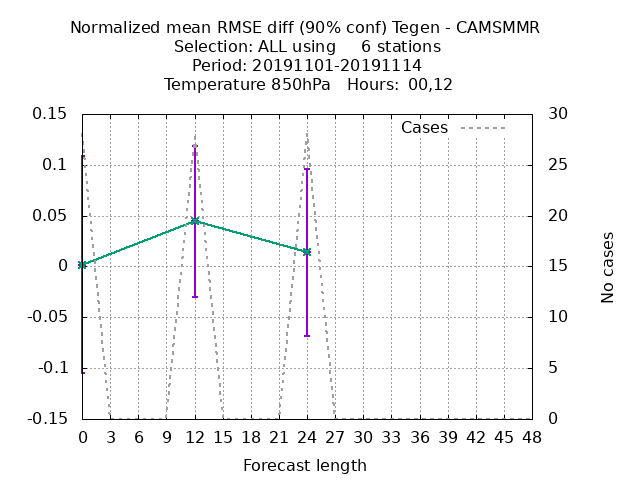 Normalized mean RMSE diff (90% conf) Tegen - CAMSMMR
Selection: ALL using 6 stations
Period: 20191101-20191114
Temperature 850hPa Hours: 00,12
Cases
0.15
0.1
0.05
0
-0.05
-0.1
-0.15
30
25
20
15
10
5
0
No cases
0 3 6 9 12 15 18 21 24 27 30 33 36 39 42 45 48
Forecast length